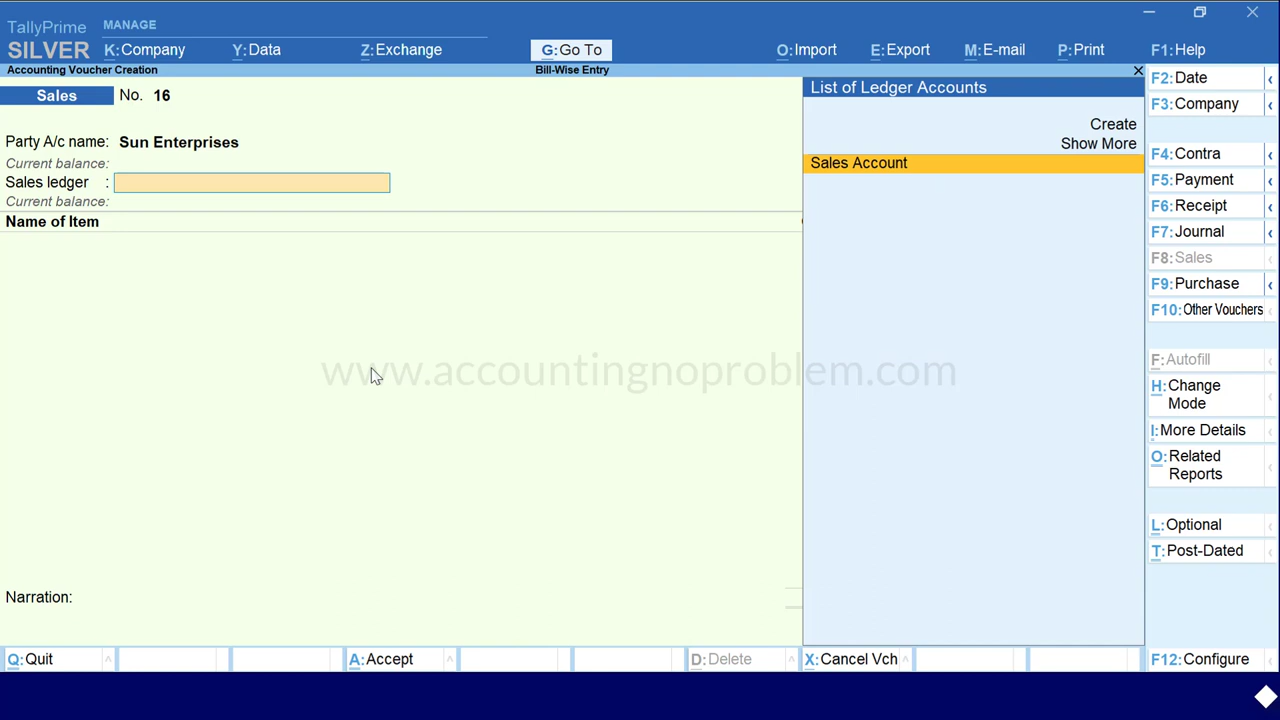 TallyPrime
MANAGE
SILVER
K:Company
Y:Data
Z:Exchange
G:Go To
O:Import
E:Export
M:E-mail
P:Print
F1:Help
Accounting Voucher Creation
Bill-Wise Entry
Sales No. 16
Party A/c name: Sun Enterprises
Current balance:
Sales ledger :
Current balance:
Name of Item
Narration:
List of Ledger Accounts
Create
Show More
Sales Account
F2:Date
F3:Company
F4:Contra
F5:Payment
F6:Receipt
F7:Journal
F8:Sales
F9:Purchase
F10:Other Vouchers
F:Autofill
H:Change
Mode
I:More Details
O:Related
Reports
L:Optional
T:Post-Dated
www.accountingnoproblem.com
Q:Quit
A:Accept
D:Delete
X:Cancel Vch
F12:Configure